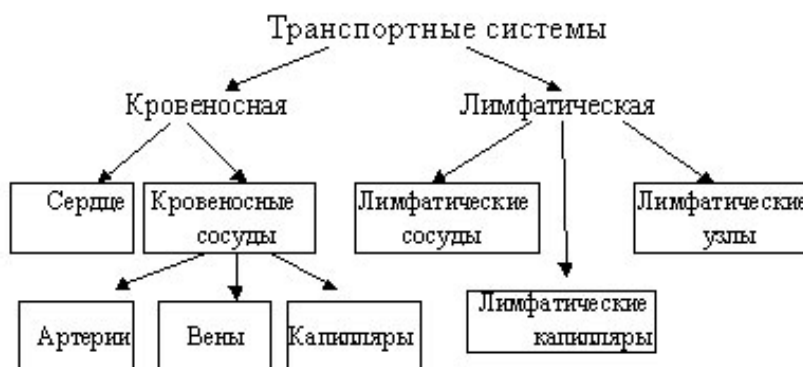 Транспортные системы
Кровеносная
Лимфатическая
Сердце
Кровеносные
сосуды
Лимфатические
сосуды
Лимфатические
узлы
Артерии
Вены
Капилляры
Лимфатические
капилляры